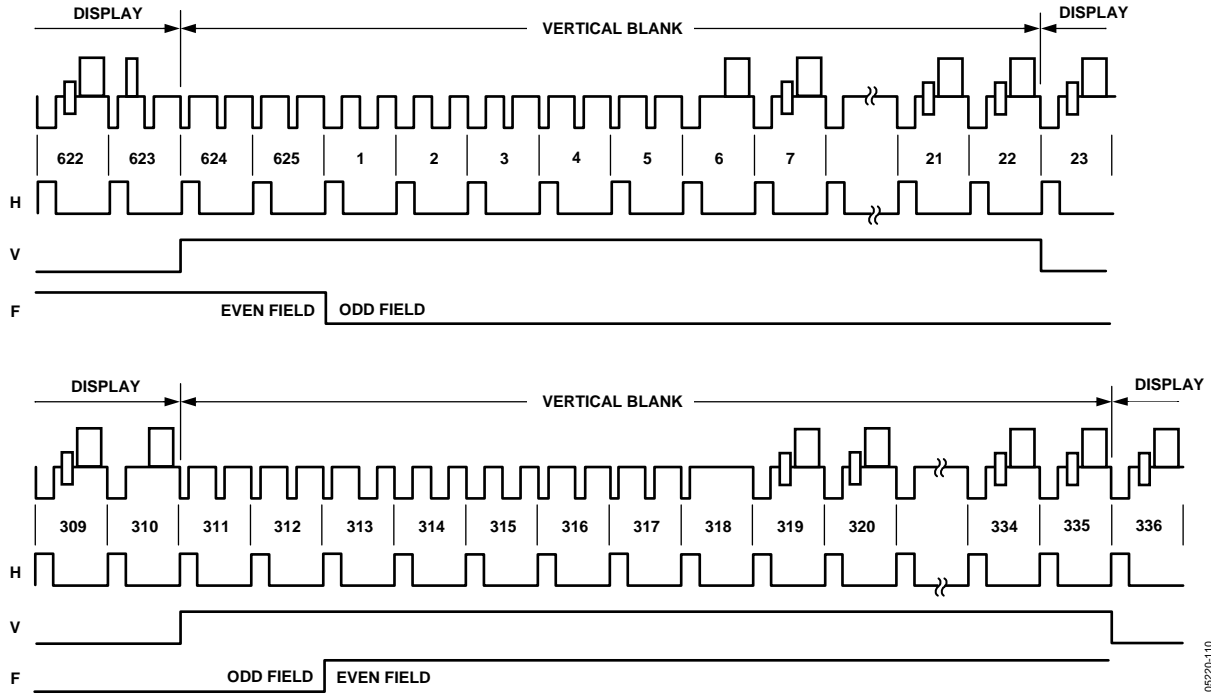 DISPLAY VERTICAL BLANK DISPLAY
622 623 624 625 1 2 3 4 5 6 7 21 22 23
H
V
F EVEN FIELD ODD FIELD
DISPLAY VERTICAL BLANK DISPLAY
309 310 311 312 313 314 315 316 317 318 319 320 334 335 336
H
V
F ODD FIELD EVEN FIELD
05220-110